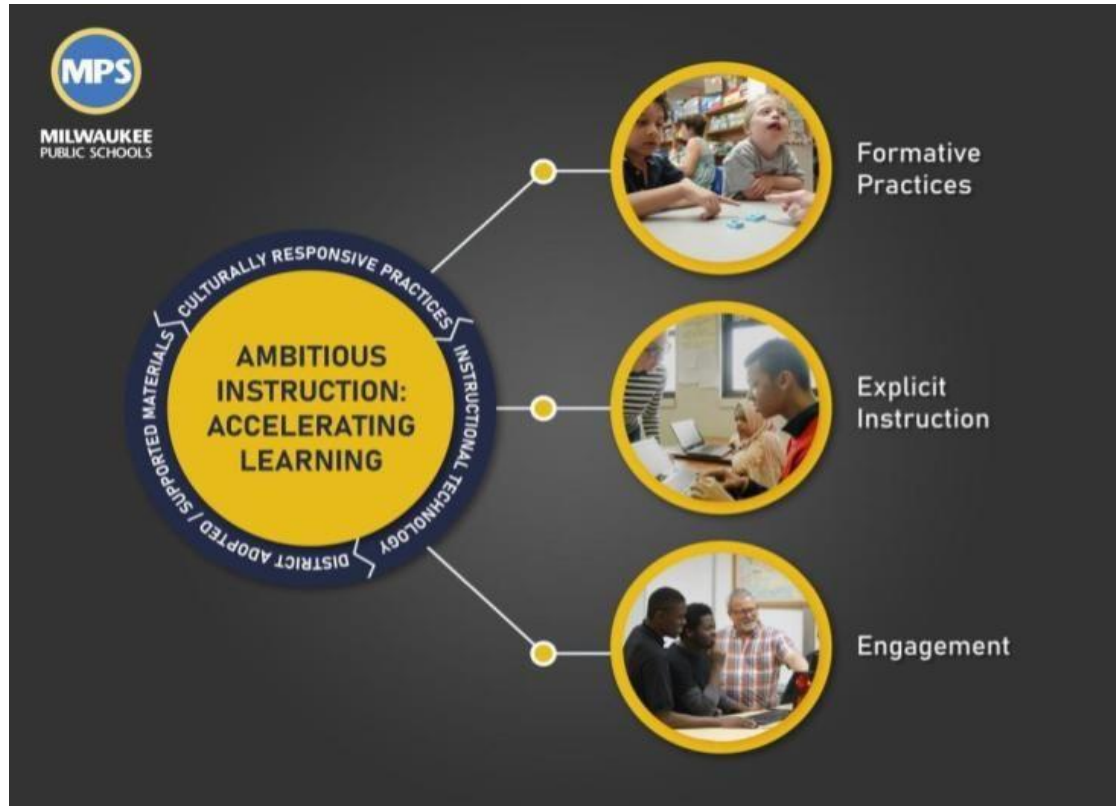 MPS
MILWAUKEE
PUBLIC SCHOOLS
CULTURALLY RESPONSIVE PRACTICES
INSTRUCTIONAL TECHNOLOGY
DISTRICT ADOPTED / SUPPORTED MATERIALS
AMBITIOUS
INSTRUCTION:
ACCELERATING
LEARNING
Formative
Practices
Explicit
Instruction
Engagement